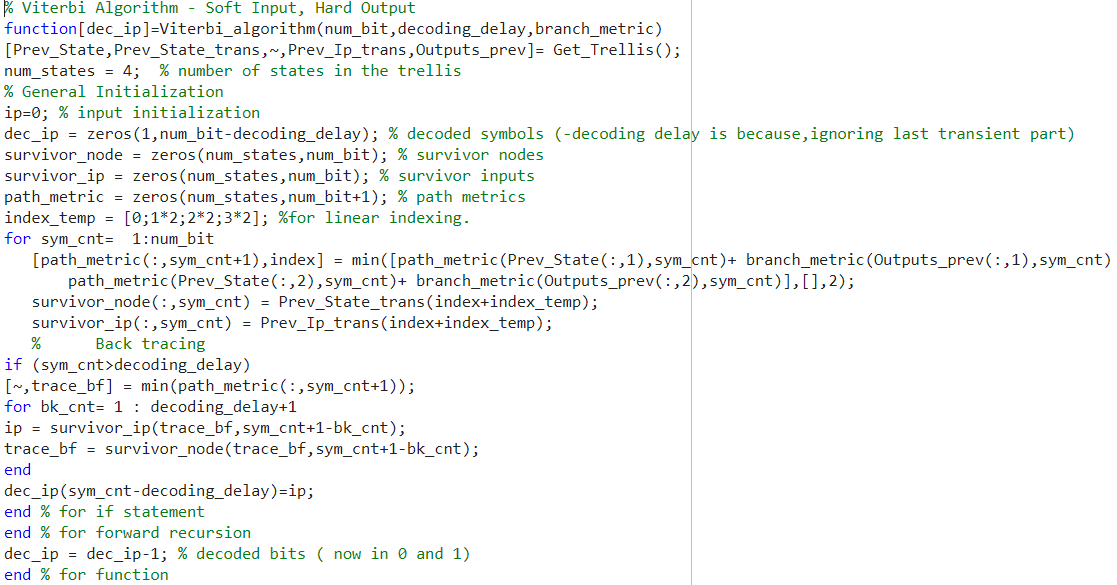 % Viterbi Algorithm - Soft Input, Hard Output
function[dec_ip]=Viterbi_algorithm(num_bit,decoding_delay,branch_metric)
[Prev_State,Prev_State_trans,~,Prev_Ip_trans,Outputs_prev]= Get_Trellis();
num_states = 4;  % number of states in the trellis
% General Initialization
ip=0; % input initialization
dec_ip = zeros(1,num_bit-decoding_delay); % decoded symbols (-decoding delay is because,ignoring last transient part)
survivor_node = zeros(num_states,num_bit); % survivor nodes
survivor_ip = zeros(num_states,num_bit); % survivor inputs
path_metric = zeros(num_states,num_bit+1); % path metrics
index_temp = [0;1*2;2*2;3*2]; %for linear indexing.
for sym_cnt=  1:num_bit
   [path_metric(:,sym_cnt+1),index] = min([path_metric(Prev_State(:,1),sym_cnt)+ branch_metric(Outputs_prev(:,1),sym_cnt)
       path_metric(Prev_State(:,2),sym_cnt)+ branch_metric(Outputs_prev(:,2),sym_cnt)],[],2);
   survivor_node(:,sym_cnt) = Prev_State_trans(index+index_temp);
   survivor_ip(:,sym_cnt) = Prev_Ip_trans(index+index_temp);
   %      Back tracing
if (sym_cnt>decoding_delay)
[~,trace_bf] = min(path_metric(:,sym_cnt+1));
for bk_cnt= 1 : decoding_delay+1
ip = survivor_ip(trace_bf,sym_cnt+1-bk_cnt);
trace_bf = survivor_node(trace_bf,sym_cnt+1-bk_cnt);
end
dec_ip(sym_cnt-decoding_delay)=ip;
end % for if statement
end % for forward recursion
dec_ip = dec_ip-1; % decoded bits ( now in 0 and 1)
end % for function